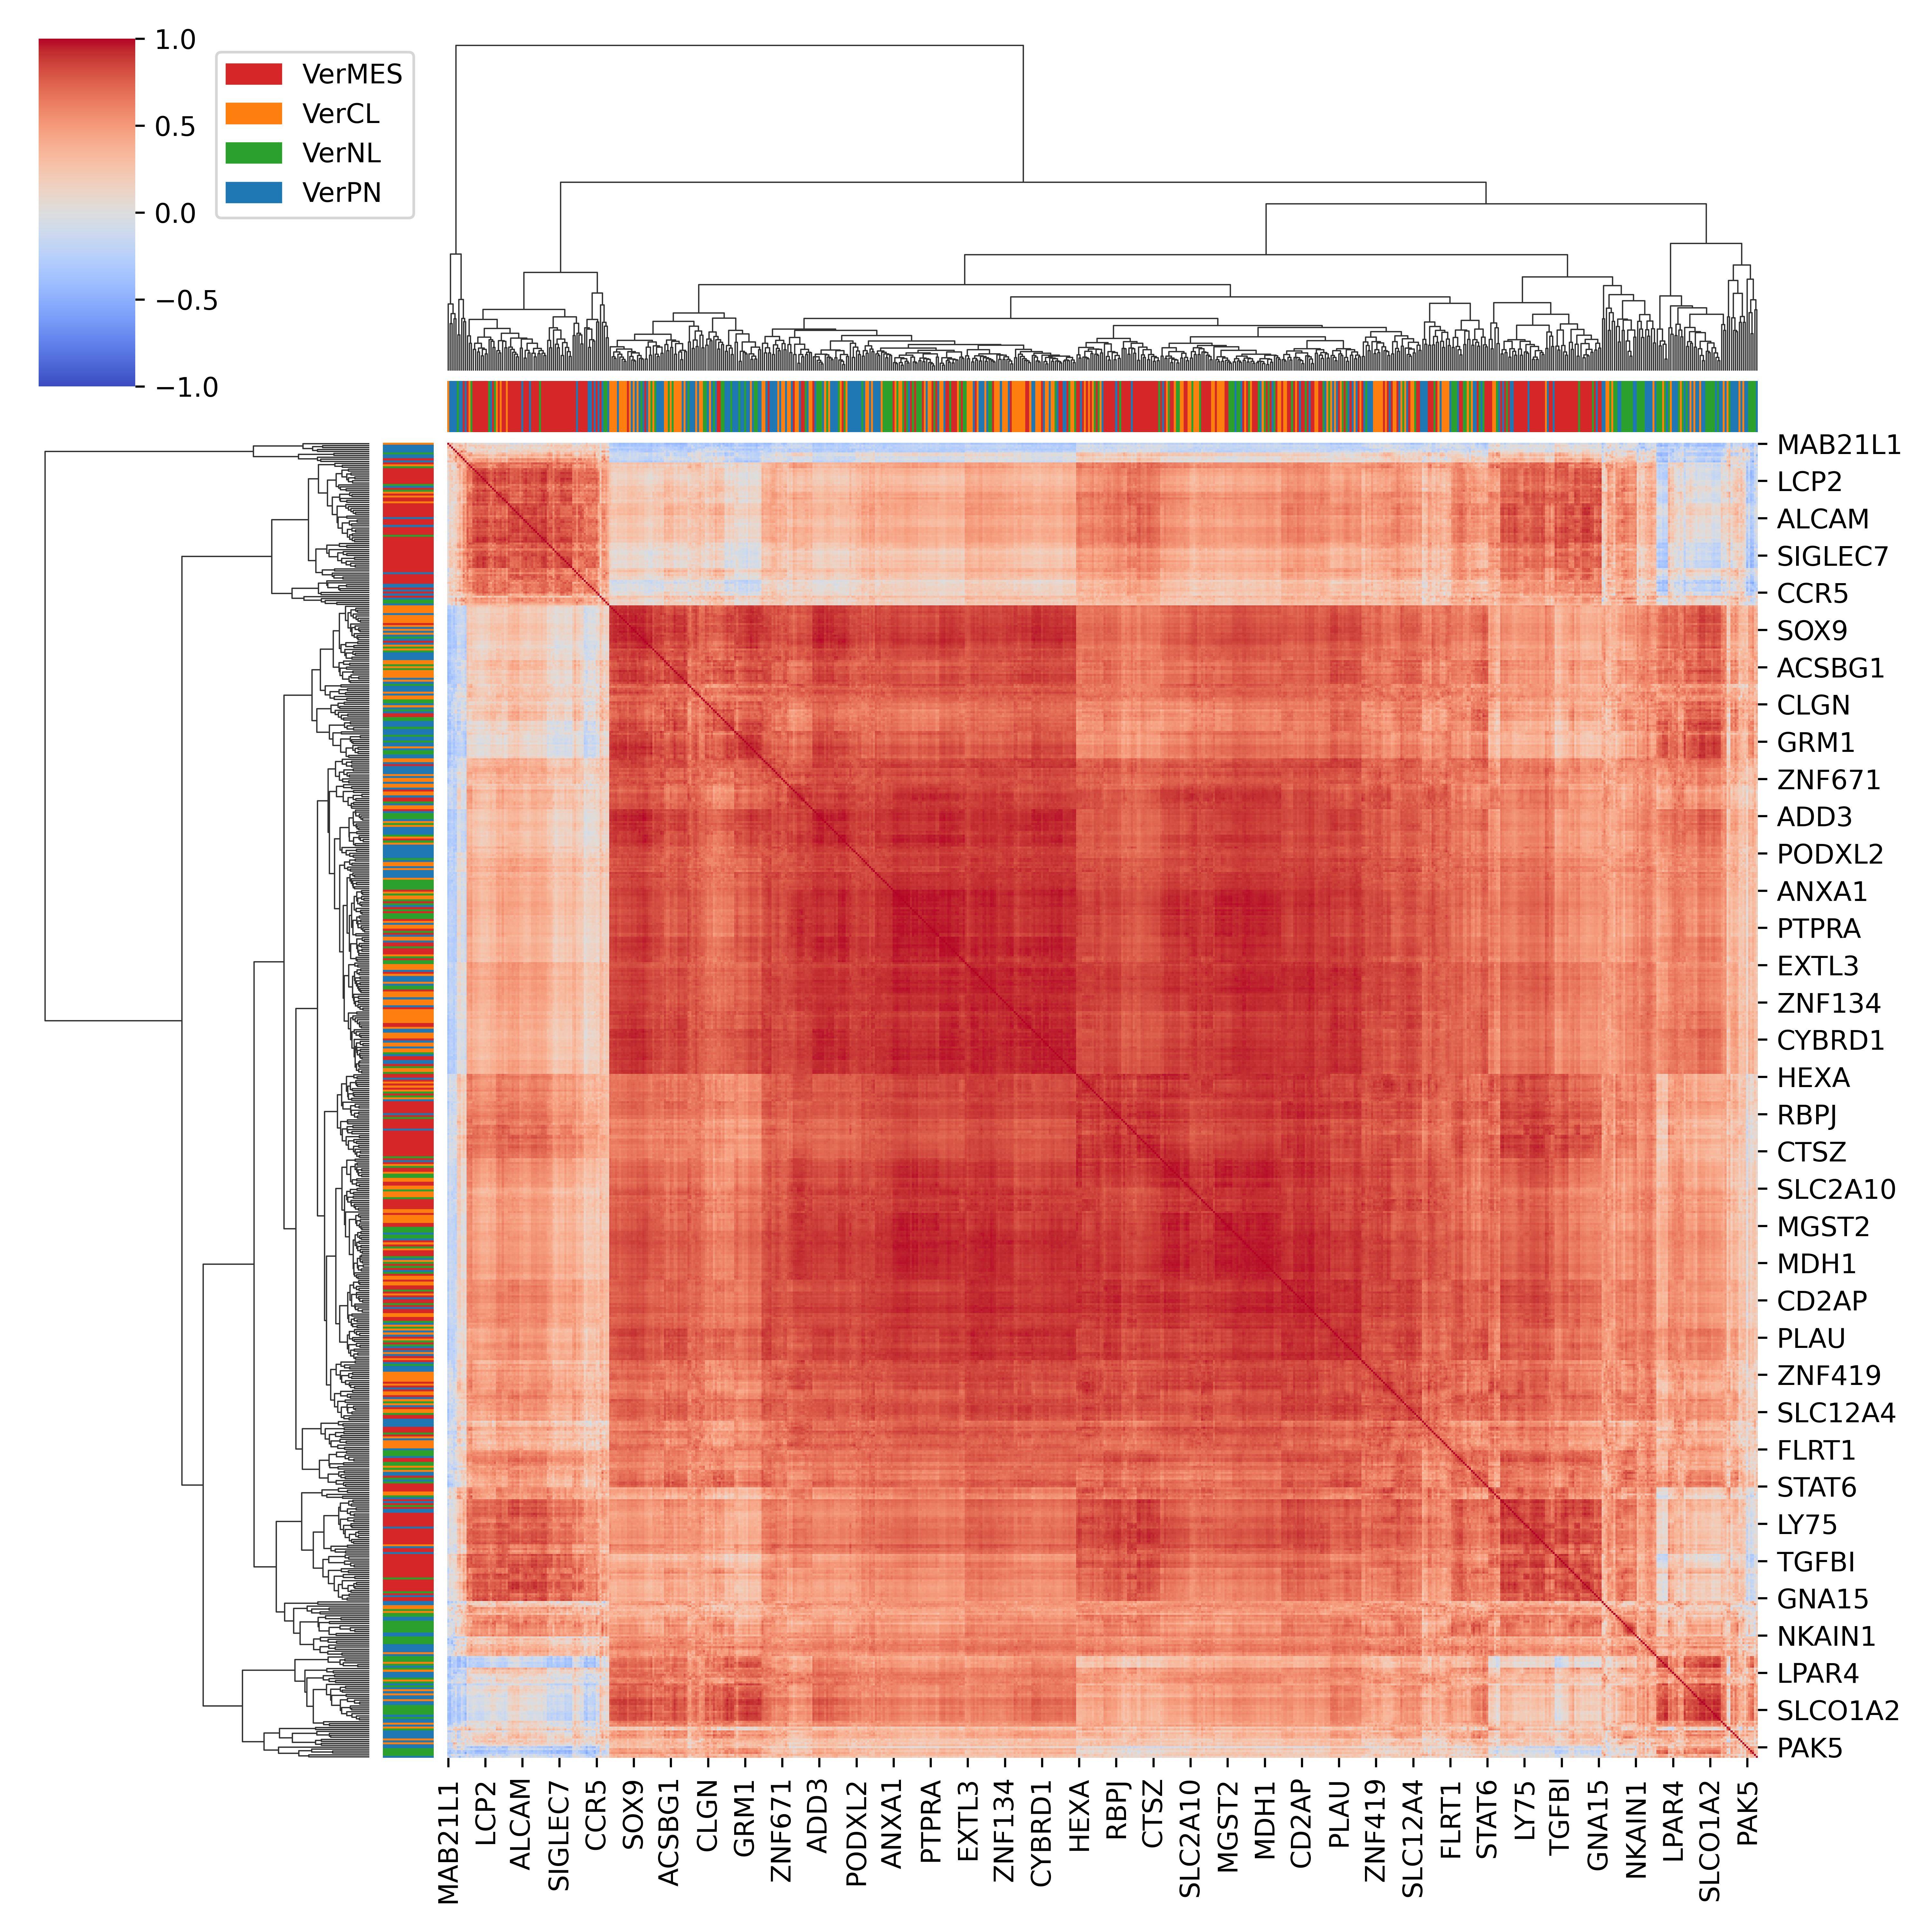 1.0
0.5
0.0
−0.5
−1.0
VerMES
VerCL
VerNL
VerPN
MAB21L1
LCP2
ALCAM
SIGLEC7
CCR5
SOX9
ACSBG1
CLGN
GRM1
ZNF671
ADD3
PODXL2
ANXA1
PTPRA
EXTL3
ZNF134
CYBRD1
HEXA
RBPJ
CTSZ
SLC2A10
MGST2
MDH1
CD2AP
PLAU
ZNF419
SLC12A4
FLRT1
STAT6
LY75
TGFBI
GNA15
NKAIN1
LPAR4
SLCO1A2
PAK5
MAB21L1
LCP2
ALCAM
SIGLEC7
CCR5
SOX9
ACSBG1
CLGN
GRM1
ZNF671
ADD3
PODXL2
ANXA1
PTPRA
EXTL3
ZNF134
CYBRD1
HEXA
RBPJ
CTSZ
SLC2A10
MGST2
MDH1
CD2AP
PLAU
ZNF419
SLC12A4
FLRT1
STAT6
LY75
TGFBI
GNA15
NKAIN1
LPAR4
SLCO1A2
PAK5